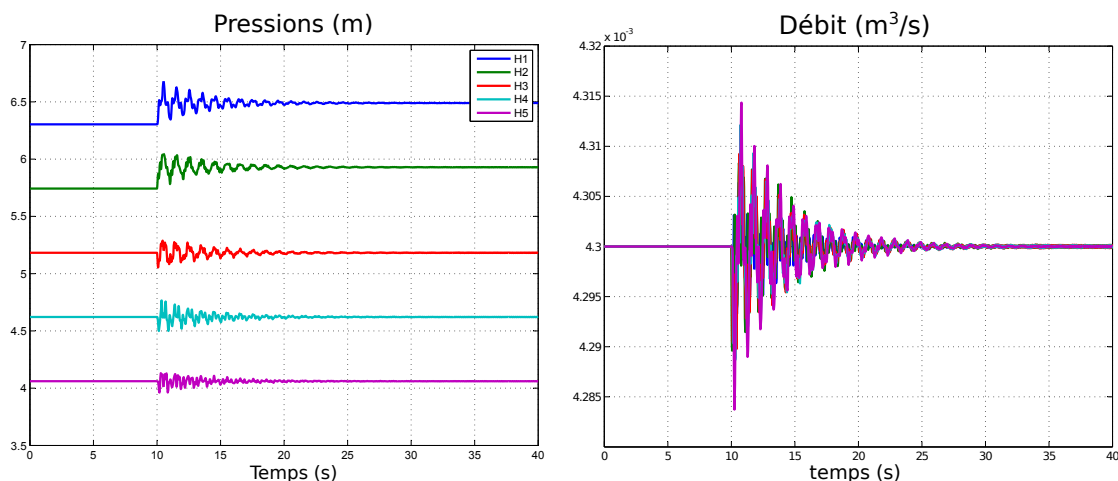 Pressions (m)
7
6.5
6
5.5
5
4.5
4
3.5
0 5 10 15 20 25 30 35 40
Temps (s)
H1
H2
H3
H4
H5
Débit (m³/s)
x 10⁻³
4.32
4.315
4.31
4.305
4.3
4.295
4.29
4.285
0 5 10 15 20 25 30 35 40
temps (s)